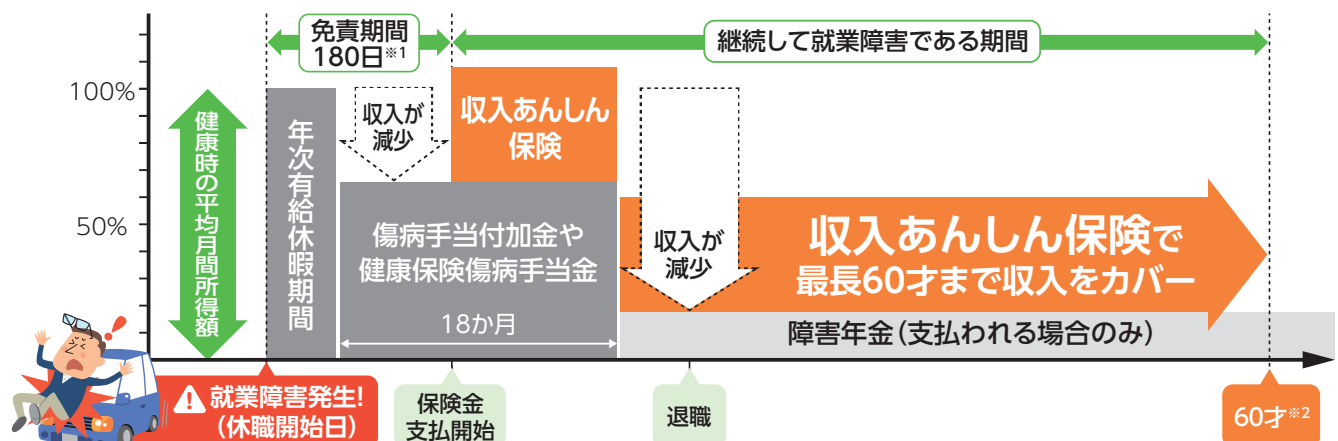 免責期間
180日※1
継続して就業障害である期間
100%
50%
健康時の平均月間所得額
年次有給休暇期間
収入が
減少
収入あんしん
保険
傷病手当付加金や
健康保険傷病手当金
18か月
収入が
減少
収入あんしん保険で
最長60才まで収入をカバー
障害年金(支払われる場合のみ)
就業障害発生!
(休職開始日)
保険金
支払開始
退職
60才※2